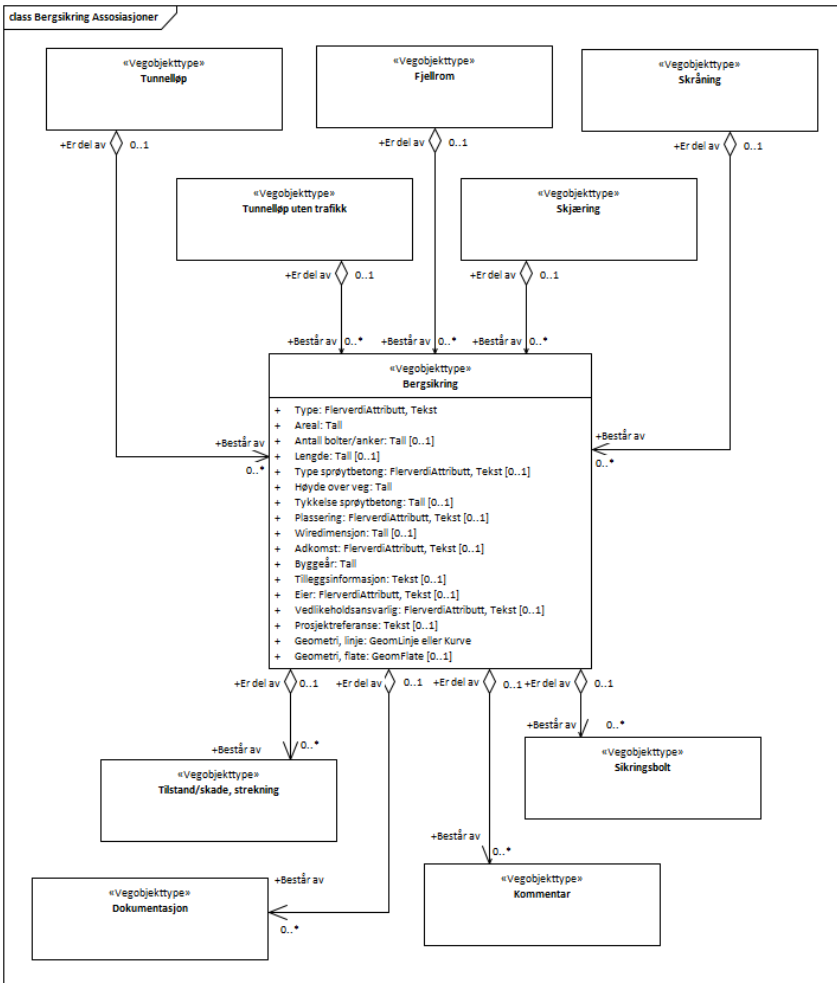 class Bergsikring Assosiasjoner
«Vegobjekttype»
Tunnelløp
«Vegobjekttype»
Fjellrom
«Vegobjekttype»
Skråning
+Er del av 0..1
+Er del av 0..1
+Er del av 0..1
«Vegobjekttype»
Tunnelløp uten trafikk
«Vegobjekttype»
Skjæring
+Er del av 0..1
+Er del av 0..1
+Består av 0..*
+Består av 0..*
+Består av 0..*
«Vegobjekttype»
Bergsikring
+ Type: FlerverdiAttributt, Tekst
+ Areal: Tall
+ Antall bolter/anker: Tall [0..1]
+ Lengde: Tall [0..1]
+ Type sprøytbetong: FlerverdiAttributt, Tekst [0..1]
+ Høyde over veg: Tall
+ Tykkelse sprøytbetong: Tall [0..1]
+ Plassering: FlerverdiAttributt, Tekst [0..1]
+ Wiredimensjon: Tall [0..1]
+ Adkomst: FlerverdiAttributt, Tekst [0..1]
+ Byggeår: Tall
+ Tilleggsinformasjon: Tekst [0..1]
+ Eier: FlerverdiAttributt, Tekst [0..1]
+ Vedlikeholdsansvarlig: FlerverdiAttributt, Tekst [0..1]
+ Prosjektreferanse: Tekst [0..1]
+ Geometri, linje: GeomLinje eller Kurve
+ Geometri, flate: GeomFlate [0..1]
+Består av
0..*
+Består av
0..*
+Er del av 0..1
+Er del av 0..1
+Er del av 0..1
+Er del av 0..1
+Består av 0..*
«Vegobjekttype»
Tilstand/skade, strekning
+Består av 0..*
«Vegobjekttype»
Sikringsbolt
+Består av
0..*
«Vegobjekttype»
Dokumentasjon
+Består av
0..*
«Vegobjekttype»
Kommentar